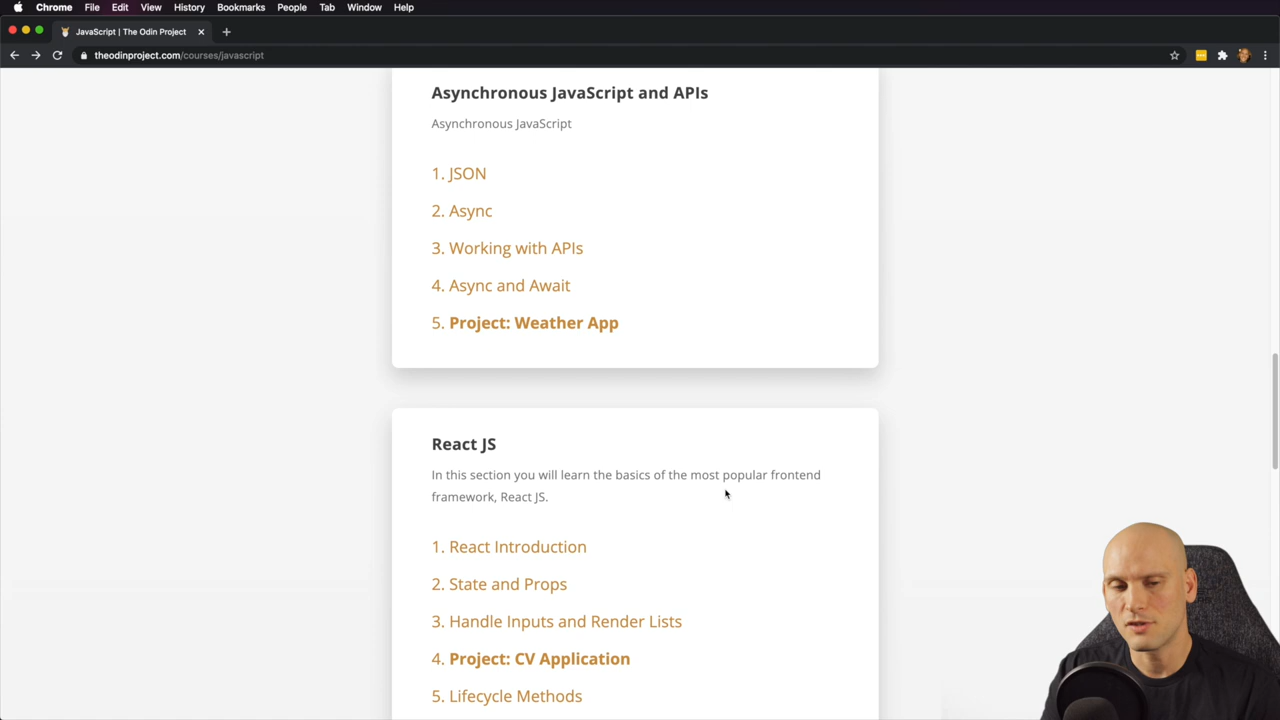 Chrome File Edit View History Bookmarks People Tab Window Help
JavaScript | The Odin Project
theodinproject.com/courses/javascript
Asynchronous JavaScript and APIs
Asynchronous JavaScript
1. JSON
2. Async
3. Working with APIs
4. Async and Await
5. Project: Weather App
React JS
In this section you will learn the basics of the most popular frontend
framework, React JS.
1. React Introduction
2. State and Props
3. Handle Inputs and Render Lists
4. Project: CV Application
5. Lifecycle Methods